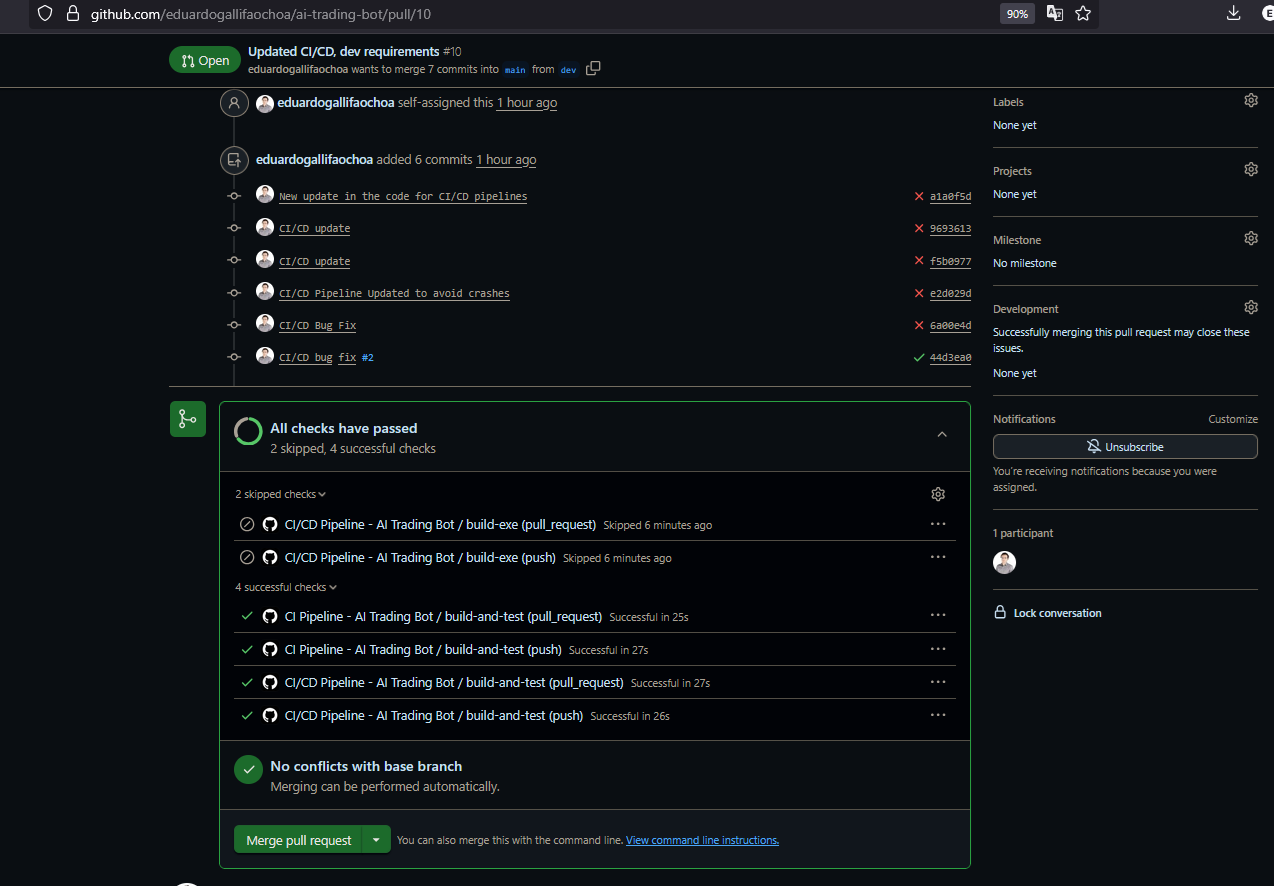 github.com/eduardogallifaochoa/ai-trading-bot/pull/10
90%
E
Open
Updated CI/CD, dev requirements #10
eduardogallifaochoa wants to merge 7 commits into main from dev
eduardogallifaochoa self-assigned this 1 hour ago
eduardogallifaochoa added 6 commits 1 hour ago
New update in the code for CI/CD pipelines a1a0f5d
CI/CD update 9693613
CI/CD update f5b0977
CI/CD Pipeline Updated to avoid crashes e2d029d
CI/CD Bug Fix 6a00e4d
CI/CD bug fix #2 44d3ea0
All checks have passed
2 skipped, 4 successful checks
2 skipped checks
CI/CD Pipeline - AI Trading Bot / build-exe (pull_request) Skipped 6 minutes ago
CI/CD Pipeline - AI Trading Bot / build-exe (push) Skipped 6 minutes ago
4 successful checks
CI Pipeline - AI Trading Bot / build-and-test (pull_request) Successful in 25s
CI Pipeline - AI Trading Bot / build-and-test (push) Successful in 27s
CI/CD Pipeline - AI Trading Bot / build-and-test (pull_request) Successful in 27s
CI/CD Pipeline - AI Trading Bot / build-and-test (push) Successful in 26s
No conflicts with base branch
Merging can be performed automatically.
Merge pull request
You can also merge this with the command line. View command line instructions.
Labels
None yet
Projects
None yet
Milestone
No milestone
Development
Successfully merging this pull request may close these
issues.
None yet
Notifications Customize
Unsubscribe
You're receiving notifications because you were
assigned.
1 participant
Lock conversation